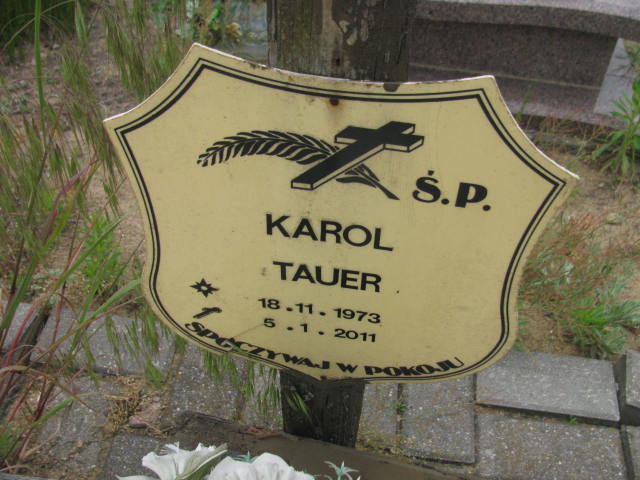 Ś.P.
KAROL
TAUER
18.11.1973
5.1.2011
SPOCZYWAJ W POKOJU